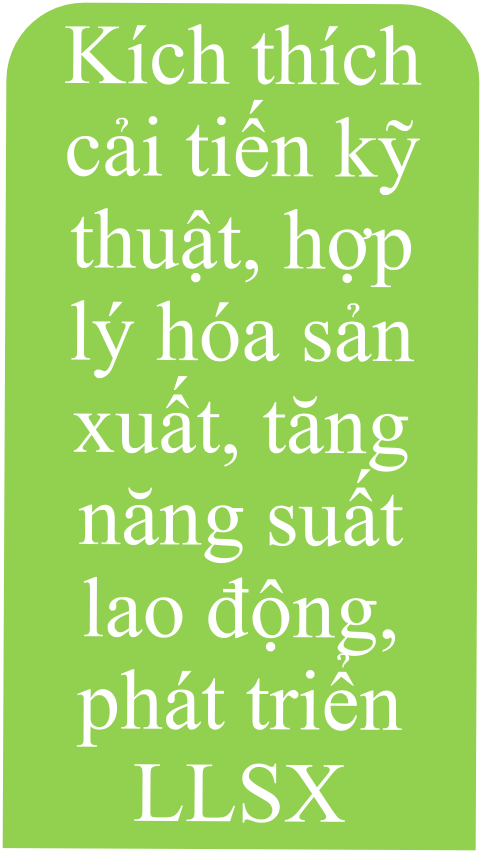 Kích thích
cải tiến kỹ
thuật, hợp
lý hóa sản
xuất, tăng
năng suất
lao động,
phát triển
LLSX